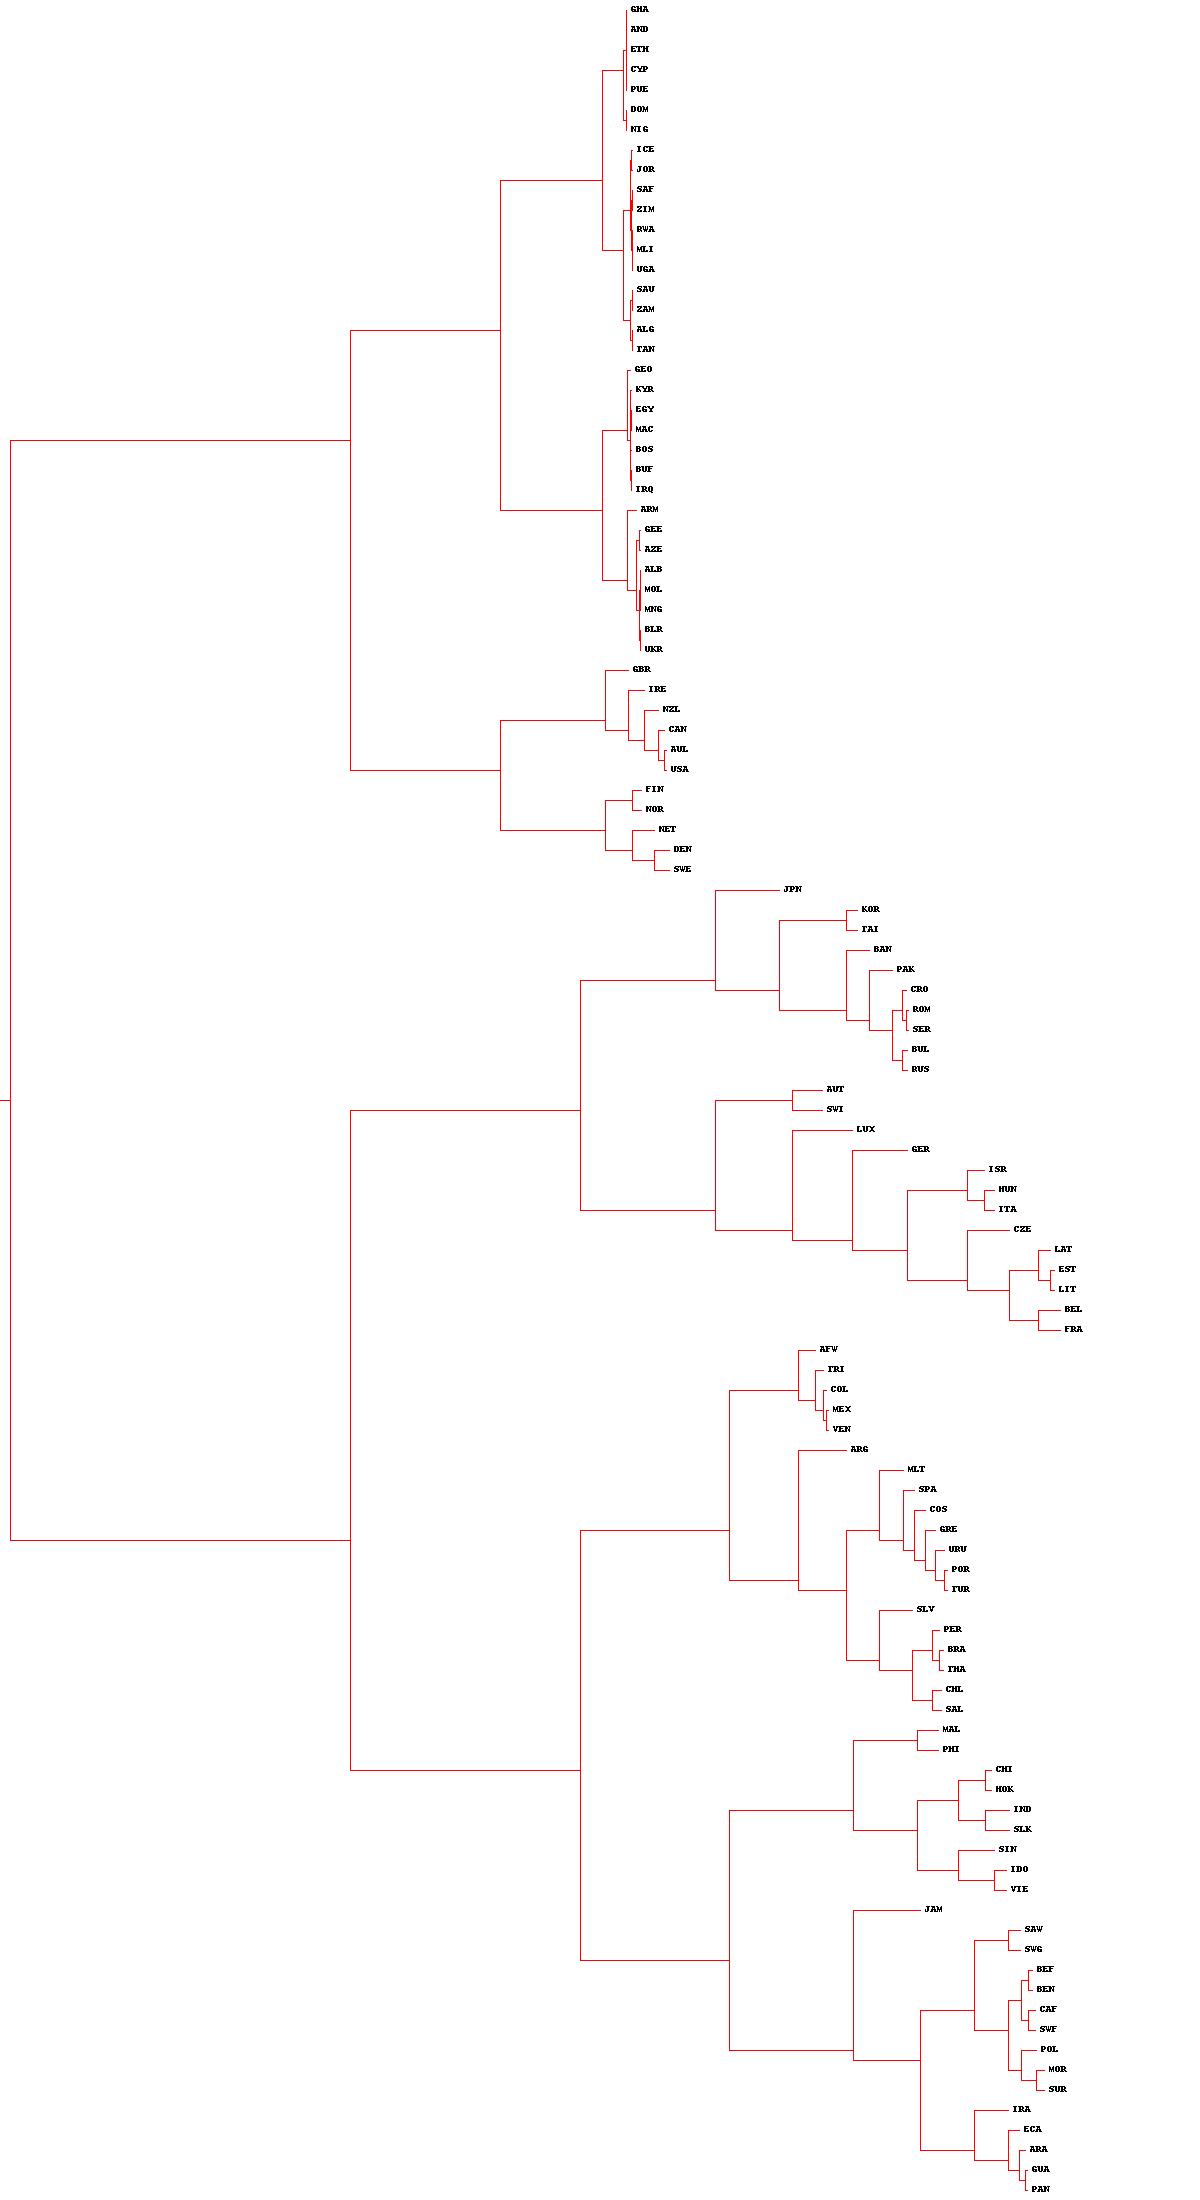 GHA
AND
ETH
CYP
PUE
DOM
NIG
ICE
JOR
SAF
ZIM
RWA
MLI
UGA
SAU
ZAM
ALG
TAN
GEO
KYR
EGY
MAC
BOS
BUF
IRQ
ARM
GEE
AZE
ALB
MOL
MNG
BLR
UKR
GBR
IRE
NZL
CAN
AUL
USA
FIN
NOR
NET
DEN
SWE
JPN
KOR
TAI
BAN
PAK
CRO
ROM
SER
BUL
RUS
AUT
SWI
LUX
GER
ISR
HUN
ITA
CZE
LAT
EST
LIT
BEL
FRA
AFW
TRI
COL
MEX
VEN
ARG
MLT
SPA
COS
GRE
URU
POR
TUR
SLV
PER
BRA
THA
CHL
SAL
MAL
PHI
CHI
HOK
IND
SLK
SIN
IDO
VIE
JAM
SAW
SWG
BEF
BEN
CAF
SWF
POL
MOR
SUR
IRA
ECA
ARA
GUA
PAN